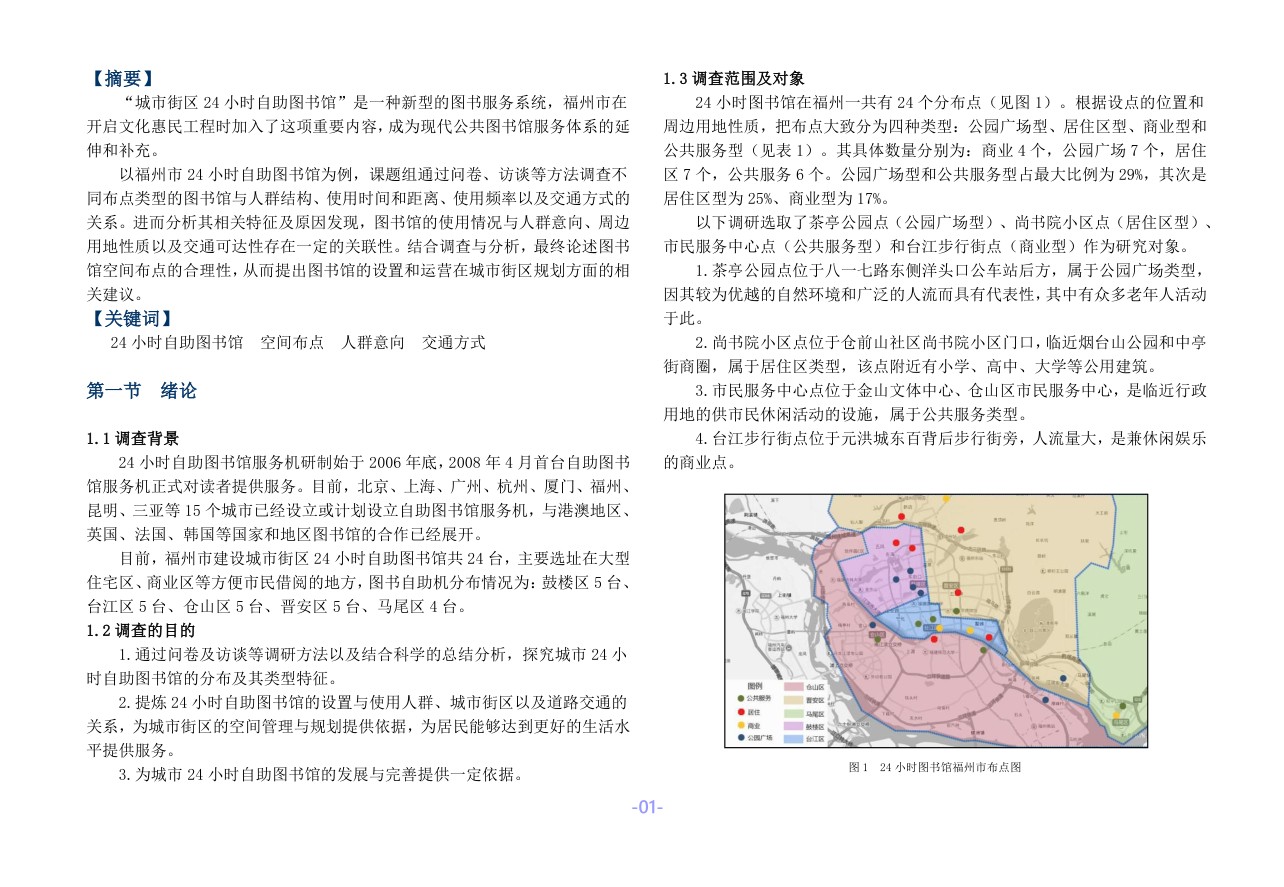 【摘要】
“城市街区 24 小时自助图书馆”是一种新型的图书服务系统，福州市在
开启文化惠民工程时加入了这项重要内容，成为现代公共图书馆服务体系的延
伸和补充。
以福州市 24 小时自助图书馆为例，课题组通过问卷、访谈等方法调查不
同布点类型的图书馆与人群结构、使用时间和距离、使用频率以及交通方式的
关系。进而分析其相关特征及原因发现，图书馆的使用情况与人群意向、周边
用地性质以及交通可达性存在一定的关联性。结合调查与分析，最终论述图书
馆空间布点的合理性，从而提出图书馆的设置和运营在城市街区规划方面的相
关建议。
【关键词】
24 小时自助图书馆　空间布点　人群意向　交通方式
第一节　绪论
1.1 调查背景
24 小时自助图书馆服务机研制始于 2006 年底，2008 年 4 月首台自助图书
馆服务机正式对读者提供服务。目前，北京、上海、广州、杭州、厦门、福州、
昆明、三亚等 15 个城市已经设立或计划设立自助图书馆服务机，与港澳地区、
英国、法国、韩国等国家和地区图书馆的合作已经展开。
目前，福州市建设城市街区 24 小时自助图书馆共 24 台，主要选址在大型
住宅区、商业区等方便市民借阅的地方，图书自助机分布情况为：鼓楼区 5 台、
台江区 5 台、仓山区 5 台、晋安区 5 台、马尾区 4 台。
1.2 调查的目的
1.通过问卷及访谈等调研方法以及结合科学的总结分析，探究城市 24 小
时自助图书馆的分布及其类型特征。
2.提炼 24 小时自助图书馆的设置与使用人群、城市街区以及道路交通的
关系，为城市街区的空间管理与规划提供依据，为居民能够达到更好的生活水
平提供服务。
3.为城市 24 小时自助图书馆的发展与完善提供一定依据。
1.3 调查范围及对象
24 小时图书馆在福州一共有 24 个分布点（见图 1）。根据设点的位置和
周边用地性质，把布点大致分为四种类型：公园广场型、居住区型、商业型和
公共服务型（见表 1）。其具体数量分别为：商业 4 个，公园广场 7 个，居住
区 7 个，公共服务 6 个。公园广场型和公共服务型占最大比例为 29%，其次是
居住区型为 25%、商业型为 17%。
以下调研选取了茶亭公园点（公园广场型）、尚书院小区点（居住区型）、
市民服务中心点（公共服务型）和台江步行街点（商业型）作为研究对象。
1.茶亭公园点位于八一七路东侧洋头口公车站后方，属于公园广场类型，
因其较为优越的自然环境和广泛的人流而具有代表性，其中有众多老年人活动
于此。
2.尚书院小区点位于仓前山社区尚书院小区门口，临近烟台山公园和中亭
街商圈，属于居住区类型，该点附近有小学、高中、大学等公用建筑。
3.市民服务中心点位于金山文体中心、仓山区市民服务中心，是临近行政
用地的供市民休闲活动的设施，属于公共服务类型。
4.台江步行街点位于元洪城东百背后步行街旁，人流量大，是兼休闲娱乐
的商业点。
图例
公共服务
居住
商业
公园广场
仓山区
晋安区
马尾区
鼓楼区
台江区
图 1　24 小时图书馆福州市布点图
-01-